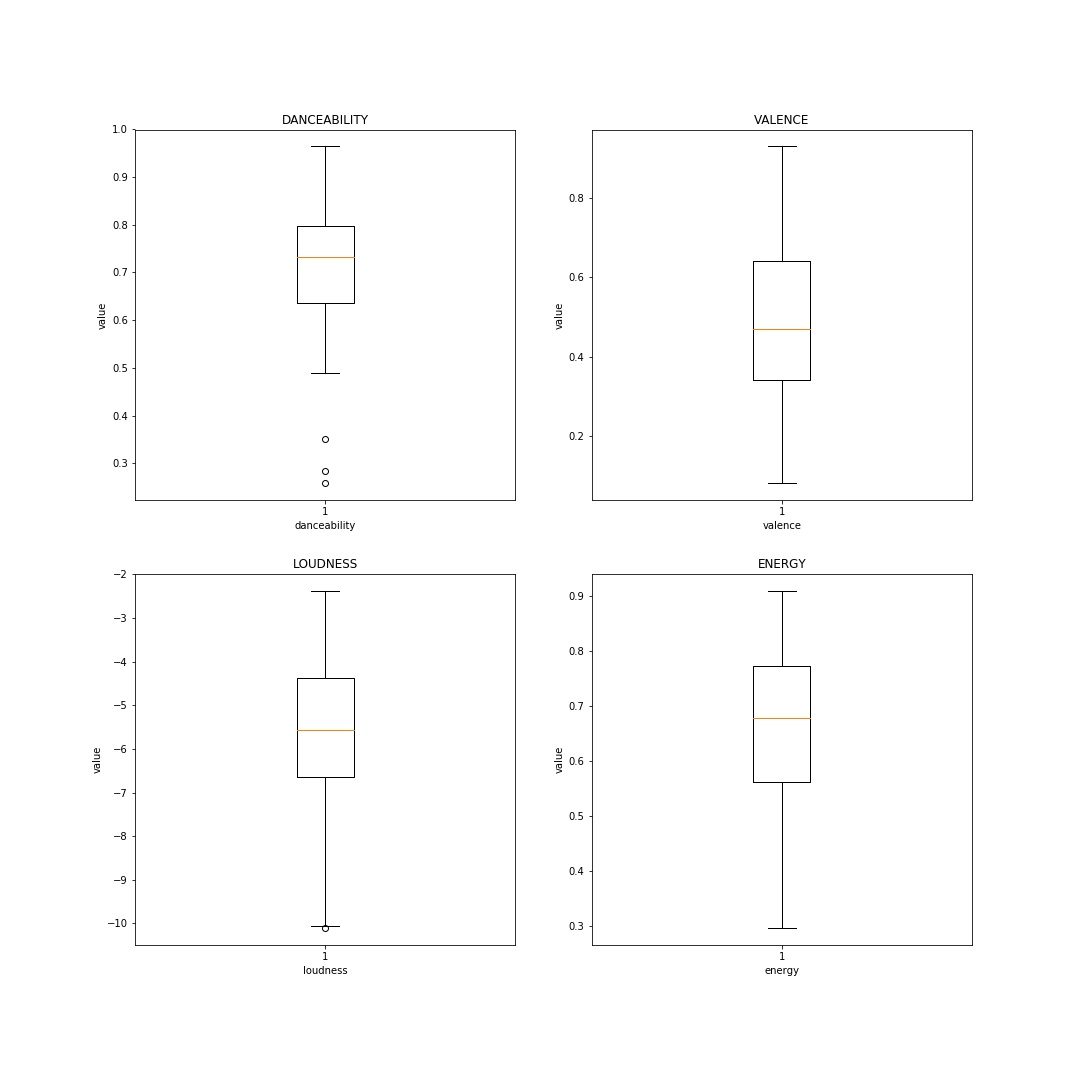 DANCEABILITY
1.0
0.9
0.8
0.7
0.6
0.5
0.4
0.3
value
1
danceability
VALENCE
0.8
0.6
0.4
0.2
value
1
valence
LOUDNESS
−2
−3
−4
−5
−6
−7
−8
−9
−10
value
1
loudness
ENERGY
0.9
0.8
0.7
0.6
0.5
0.4
0.3
value
1
energy